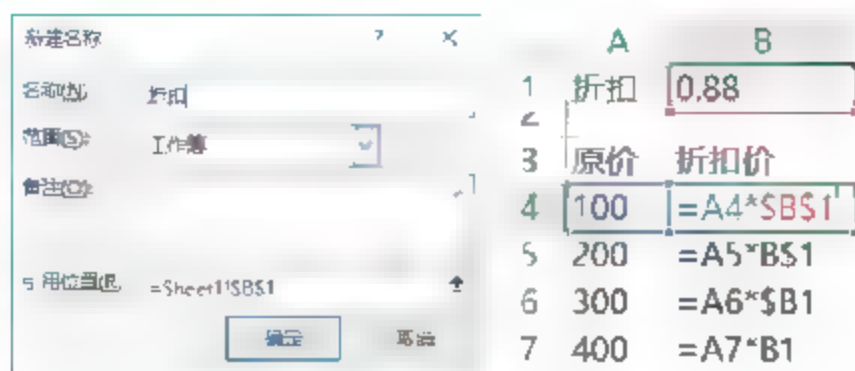 新建名称 ? ×
名称(N): 折扣
范围(S): 工作簿
备注(O):
引用位置(R): =Sheet1!$B$1
确定 取消
A B
1 折扣 0.88
2
3 原价 折扣价
4 100 =A4*$B$1
5 200 =A5*B$1
6 300 =A6*$B1
7 400 =A7*B1